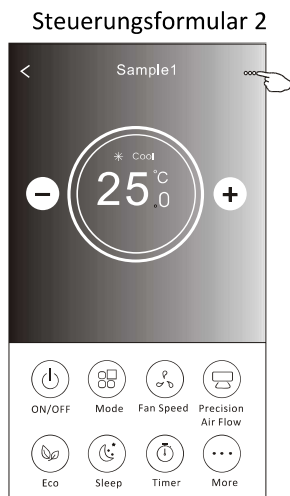 Steuerungsformular 2
Sample1
Cool
25.0°C
ON/OFF Mode Fan Speed Precision
Air Flow
Eco Sleep Timer More